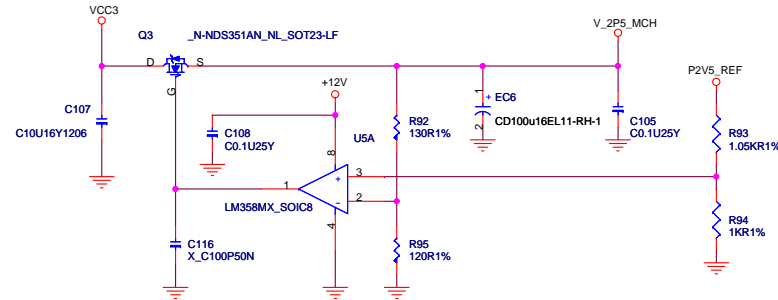 VCC3
Q3
_N-NDS351AN_NL_SOT23-LF
V_2P5_MCH
D
S
G
P2V5_REF
+12V
C107
C10U16Y1206
C108
C0.1U25Y
U5A
R92
130R1%
1
+
EC6
CD100u16EL11-RH-1
2
C105
C0.1U25Y
R93
1.05KR1%
8
3
+
1
2
-
4
LM358MX_SOIC8
R94
1KR1%
C116
X_C100P50N
R95
120R1%